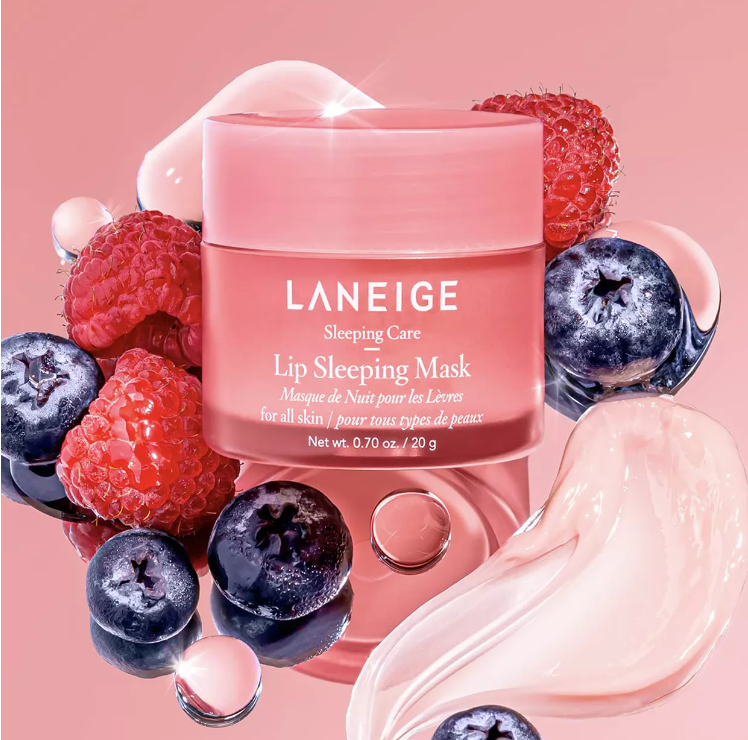 LANEIGE
Sleeping Care
Lip Sleeping Mask
Masque de Nuit pour les Lèvres
for all skin / pour tous types de peaux
Net wt. 0.70 oz. / 20 g